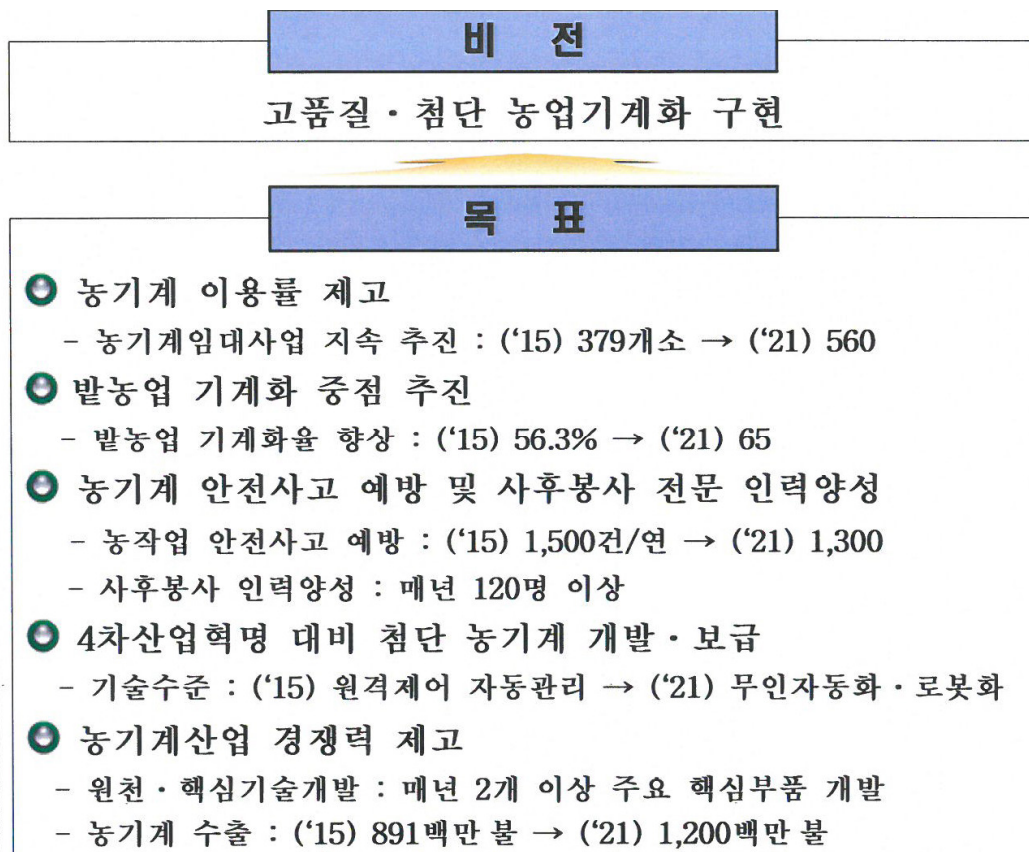 비 전
고품질・첨단 농업기계화 구현
목 표
농기계 이용률 제고
- 농기계임대사업 지속 추진 : (‘15) 379개소 → (‘21) 560
밭농업 기계화 중점 추진
- 밭농업 기계화율 향상 : (‘15) 56.3% → (‘21) 65
농기계 안전사고 예방 및 사후봉사 전문 인력양성
- 농작업 안전사고 예방 : (‘15) 1,500건/연 → (‘21) 1,300
- 사후봉사 인력양성 : 매년 120명 이상
4차산업혁명 대비 첨단 농기계 개발・보급
- 기술수준 : (‘15) 원격제어 자동관리 → (‘21) 무인자동화・로봇화
농기계산업 경쟁력 제고
- 원천・핵심기술개발 : 매년 2개 이상 주요 핵심부품 개발
- 농기계 수출 : (‘15) 891백만 불 → (‘21) 1,200백만 불